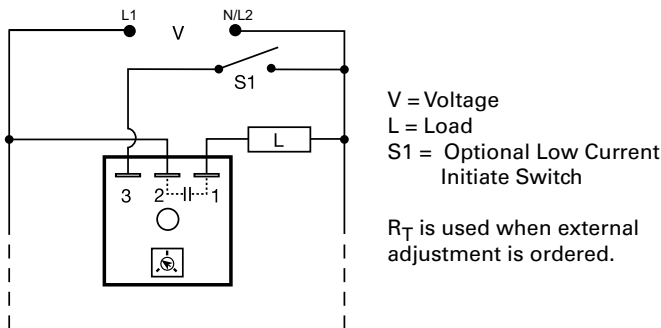 L1
V
N/L2
S1
L
3
2
1
V = Voltage
L = Load
S1 = Optional Low Current
Initiate Switch
RT is used when external
adjustment is ordered.